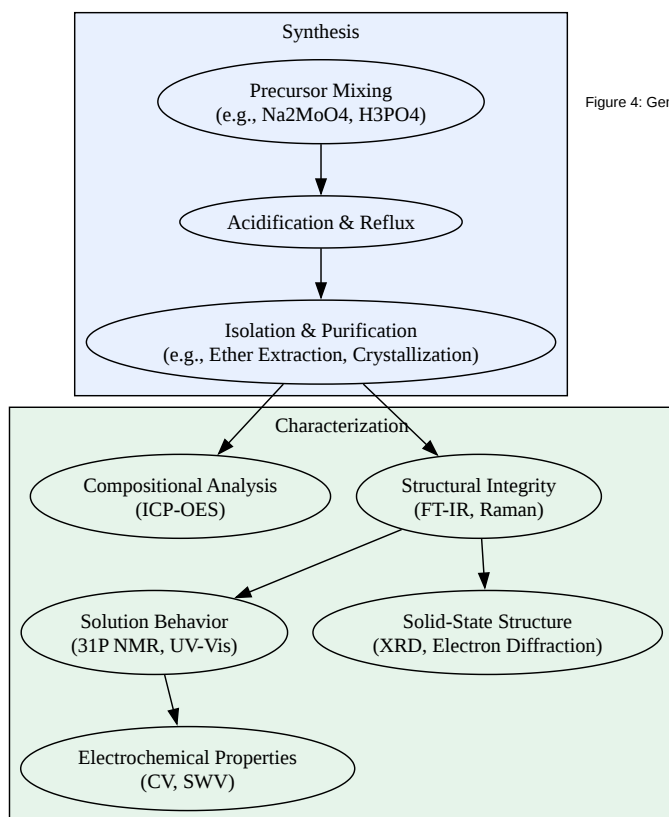 Synthesis
Precursor Mixing
(e.g., Na2MoO4, H3PO4)
Figure 4: Gen
Acidification & Reflux
Isolation & Purification
(e.g., Ether Extraction, Crystallization)
Characterization
Compositional Analysis
(ICP-OES)
Structural Integrity
(FT-IR, Raman)
Solution Behavior
(31P NMR, UV-Vis)
Solid-State Structure
(XRD, Electron Diffraction)
Electrochemical Properties
(CV, SWV)